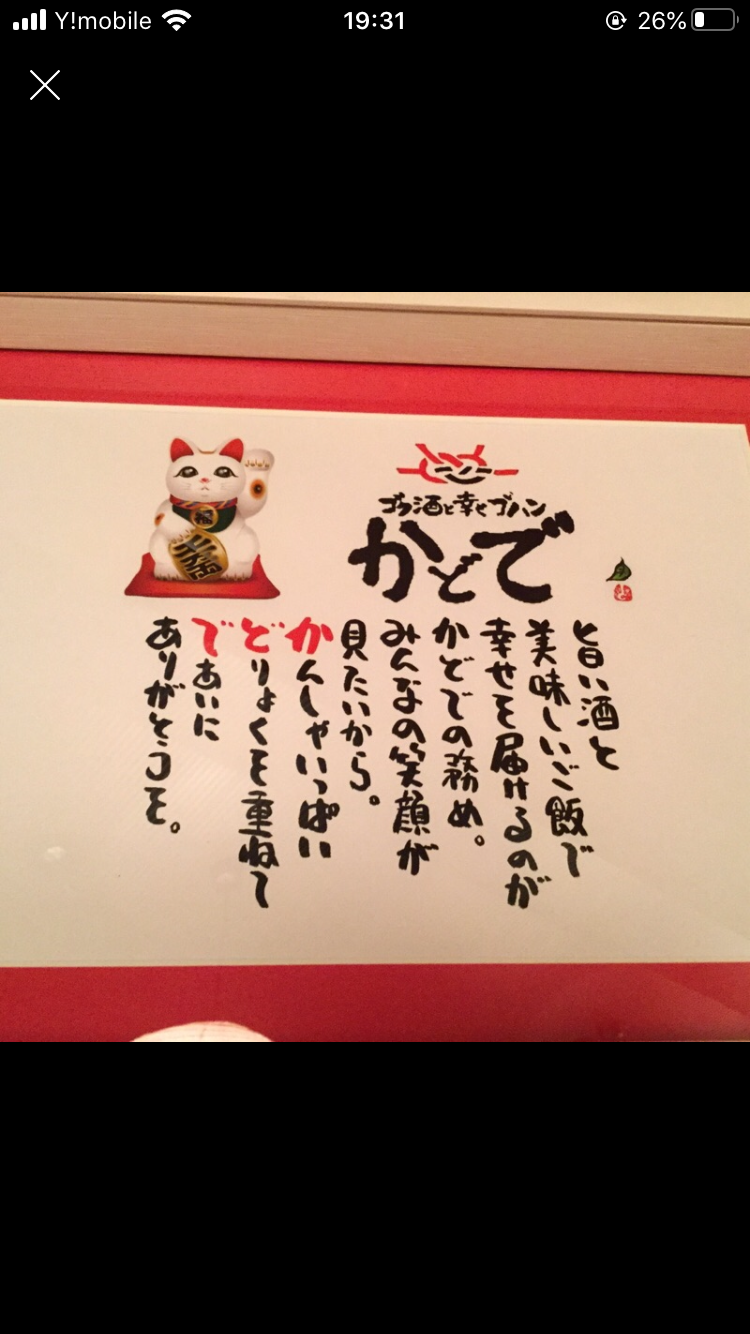 Y!mobile 19:31 26%
ゴク酒と幸せゴハン
かどで
旨い酒と
美味しいご飯で
幸せを届けるのが
かどでの務め。
みんなの笑顔が
見たいから。
かんしゃいっぱい
どりょくを重ねて
であいに
ありがとうを。